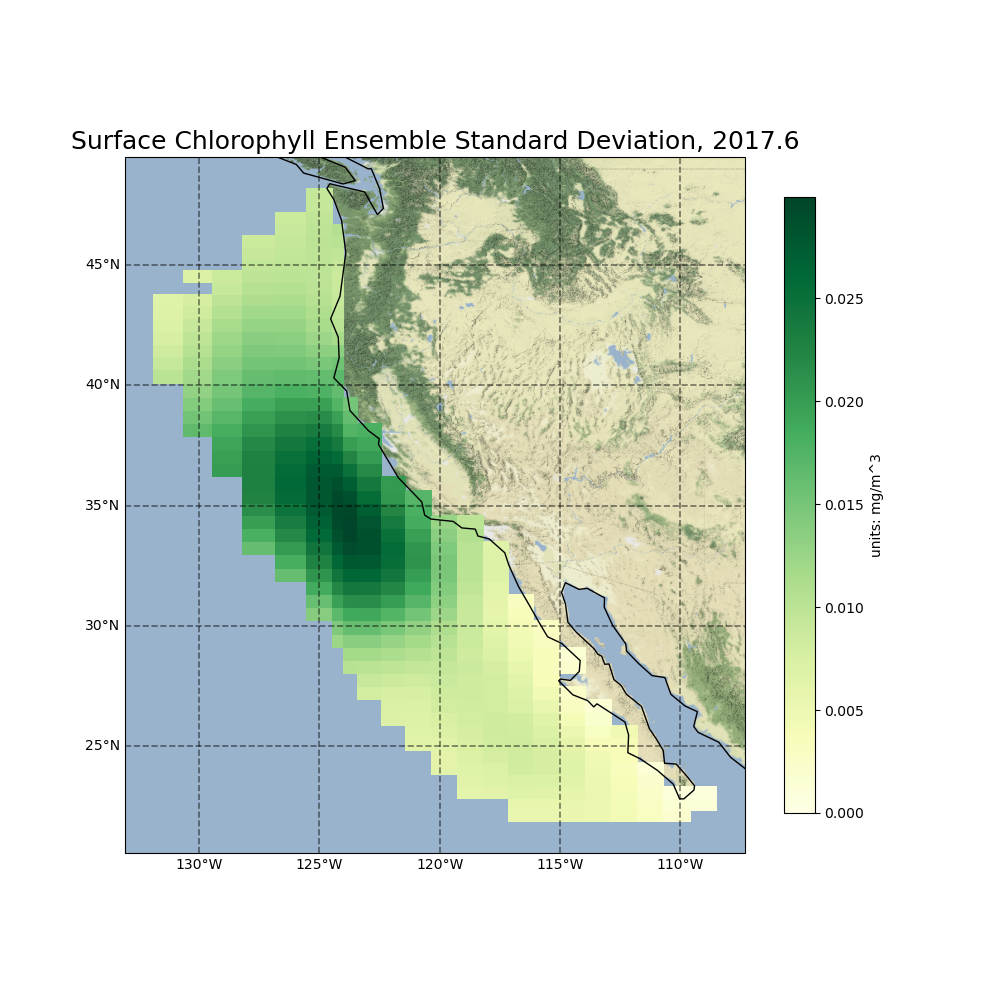 Surface Chlorophyll Ensemble Standard Deviation, 2017.6
45°N
40°N
35°N
30°N
25°N
130°W
125°W
120°W
115°W
110°W
0.025
0.020
0.015
0.010
0.005
0.000
units: mg/m^3